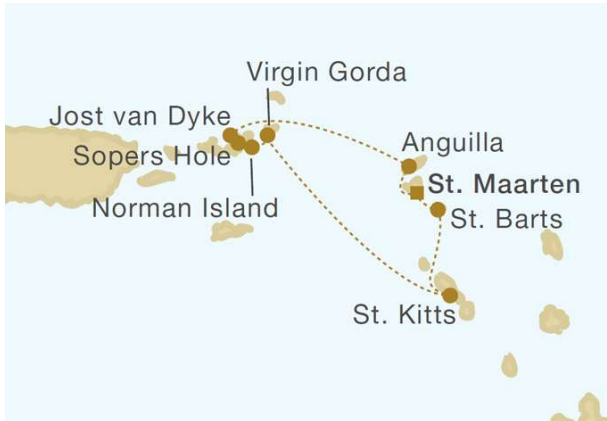 Virgin Gorda
Jost van Dyke
Anguilla
Sopers Hole
St. Maarten
Norman Island
St. Barts
St. Kitts